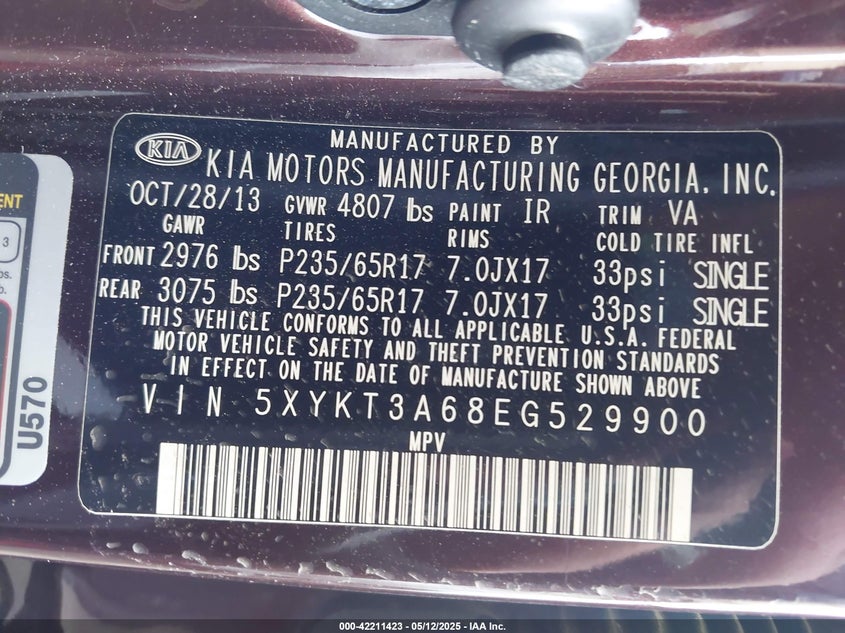 MANUFACTURED BY
KIA KIA MOTORS MANUFACTURING GEORGIA, INC.
OCT/28/13 GVWR 4807 lbs PAINT IR TRIM VA
GAWR TIRES RIMS COLD TIRE INFL
FRONT 2976 lbs P235/65R17 7.0JX17 33psi SINGLE
REAR 3075 lbs P235/65R17 7.0JX17 33psi SINGLE
THIS VEHICLE CONFORMS TO ALL APPLICABLE U.S.A. FEDERAL
MOTOR VEHICLE SAFETY AND THEFT PREVENTION STANDARDS
IN EFFECT ON THE DATE OF MANUFACTURE SHOWN ABOVE
VIN 5XYKT3A68EG529900
MPV
3
U570
000-42211423 - 05/12/2025 - IAA Inc.